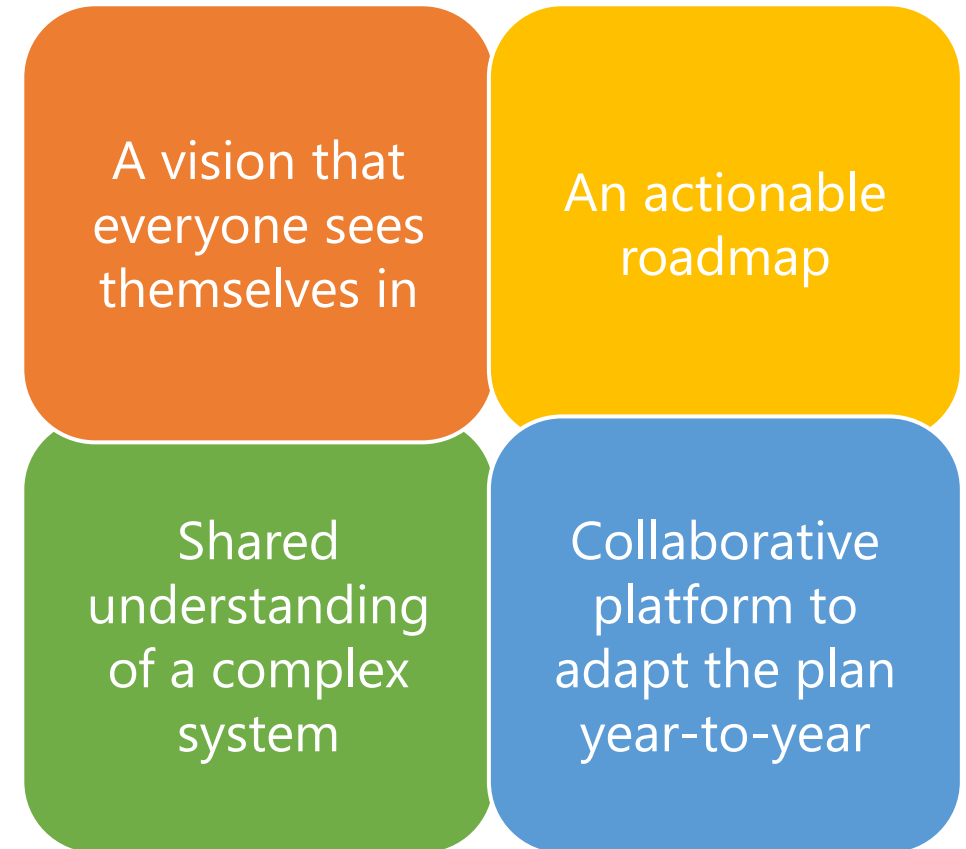 A vision that
everyone sees
themselves in
An actionable
roadmap
Shared
understanding
of a complex
system
Collaborative
platform to
adapt the plan
year-to-year